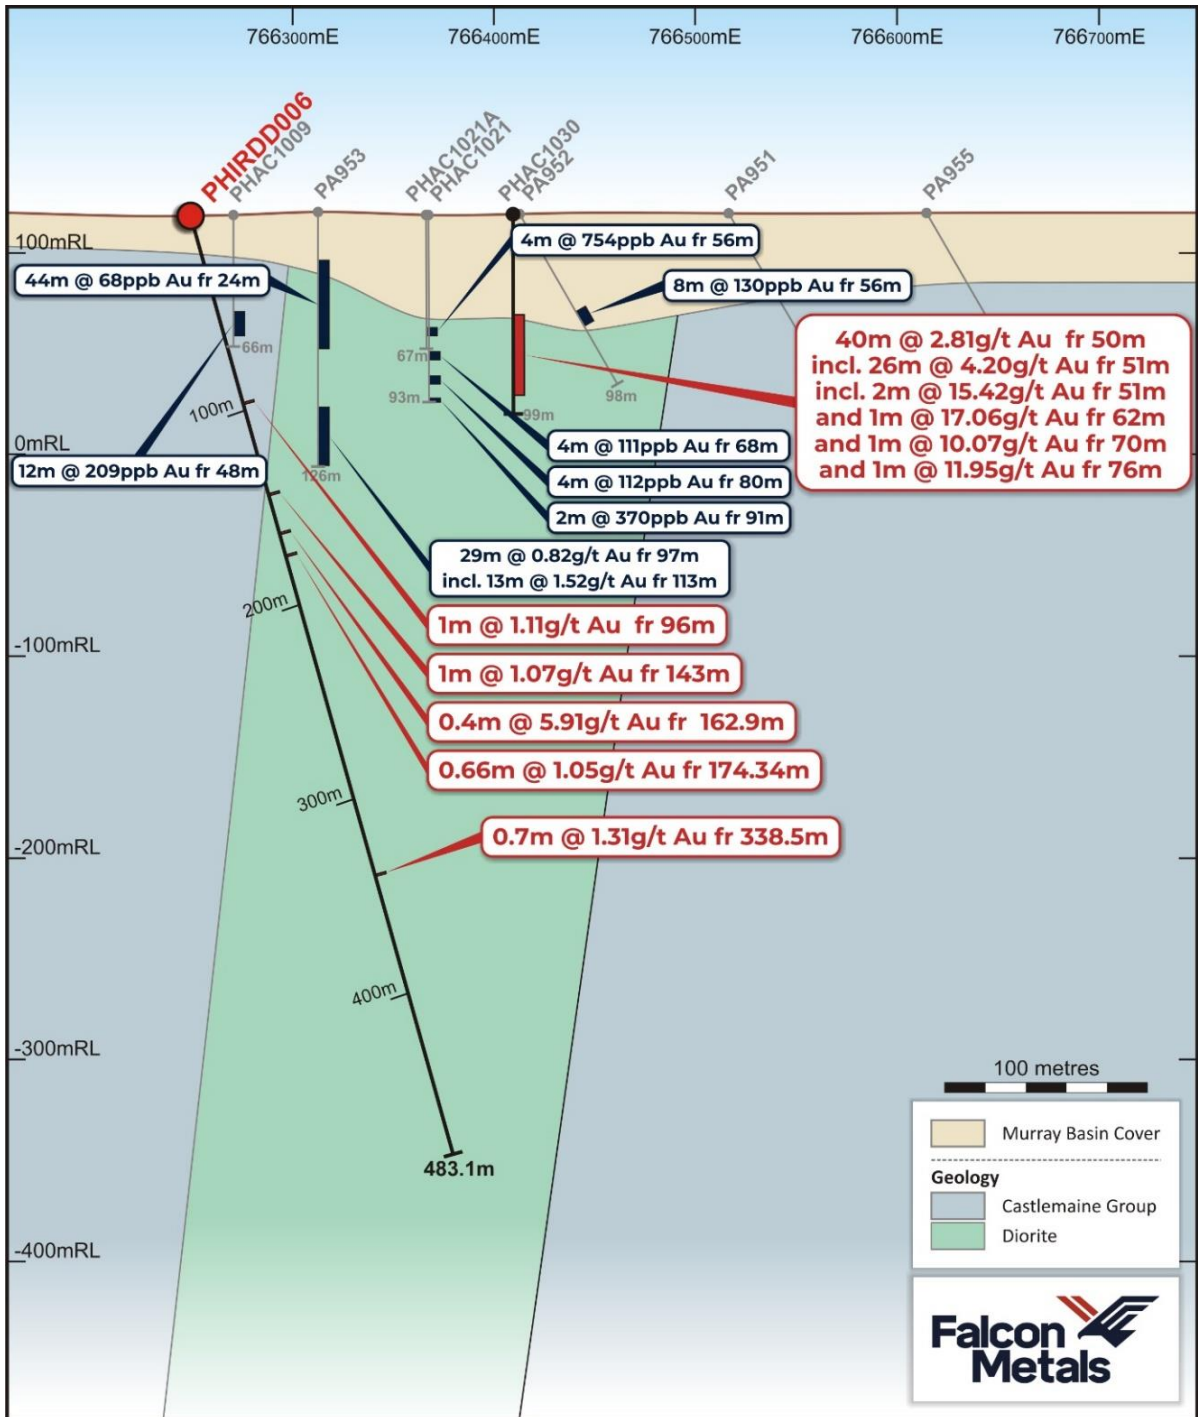 766300mE
766400mE
766500mE
766600mE
766700mE
PHIRDD006
PHAC1009
PA953
PHAC1021A
PHAC1021
PHAC1030
PA952
PA951
PA955
100mRL
4m @ 754ppb Au fr 56m
44m @ 68ppb Au fr 24m
8m @ 130ppb Au fr 56m
66m
67m
93m
98m
99m
100m
126m
40m @ 2.81g/t Au fr 50m
incl. 26m @ 4.20g/t Au fr 51m
incl. 2m @ 15.42g/t Au fr 51m
and 1m @ 17.06g/t Au fr 62m
and 1m @ 10.07g/t Au fr 70m
and 1m @ 11.95g/t Au fr 76m
0mRL
12m @ 209ppb Au fr 48m
4m @ 111ppb Au fr 68m
4m @ 112ppb Au fr 80m
2m @ 370ppb Au fr 91m
29m @ 0.82g/t Au fr 97m
incl. 13m @ 1.52g/t Au fr 113m
200m
1m @ 1.11g/t Au fr 96m
-100mRL
1m @ 1.07g/t Au fr 143m
0.4m @ 5.91g/t Au fr 162.9m
0.66m @ 1.05g/t Au fr 174.34m
300m
0.7m @ 1.31g/t Au fr 338.5m
-200mRL
400m
-300mRL
483.1m
-400mRL
100 metres
Murray Basin Cover
Geology
Castlemaine Group
Diorite
Falcon
Metals